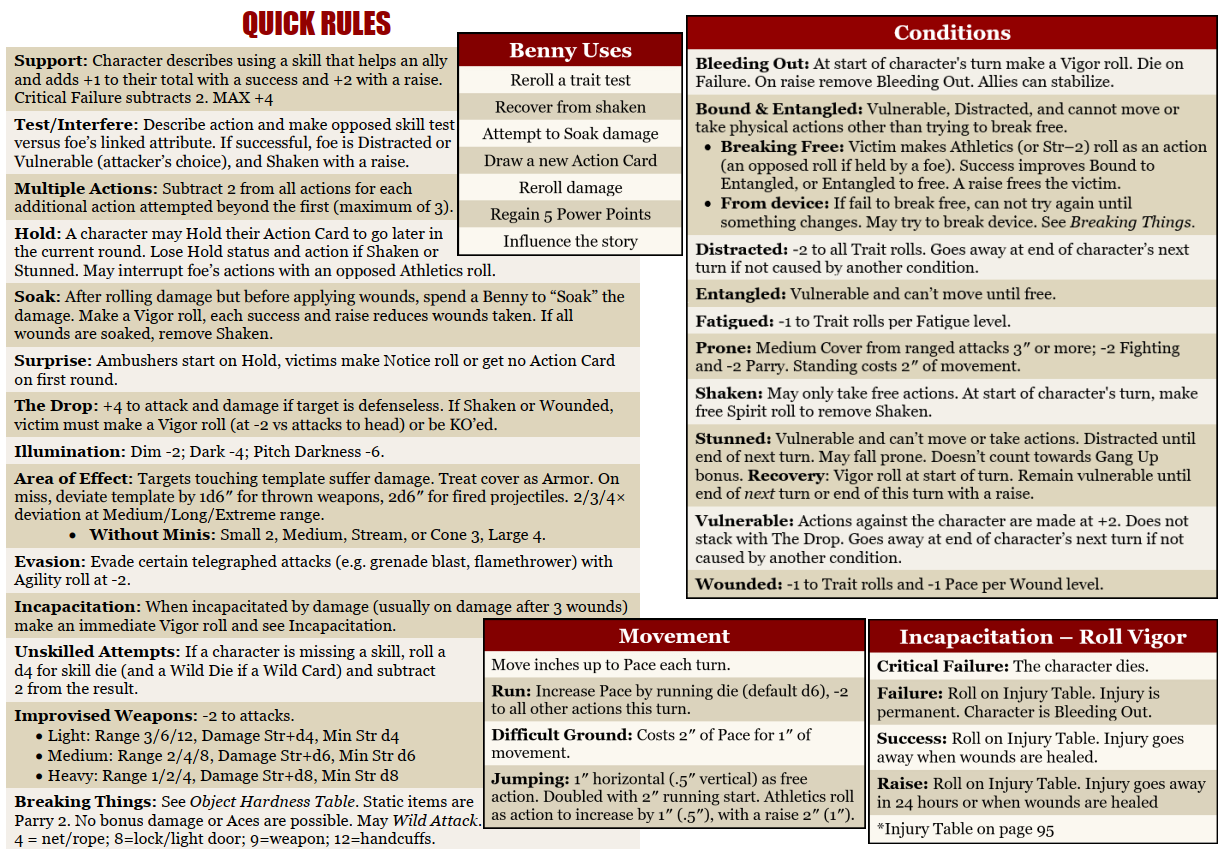 QUICK RULES
Support: Character describes using a skill that helps an ally
and adds +1 to their total with a success and +2 with a raise.
Critical Failure subtracts 2. MAX +4
Test/Interfere: Describe action and make opposed skill test
versus foe's linked attribute. If successful, foe is Distracted or
Vulnerable (attacker's choice), and Shaken with a raise.
Multiple Actions: Subtract 2 from all actions for each
additional action attempted beyond the first (maximum of 3).
Hold: A character may Hold their Action Card to go later in
the current round. Lose Hold status and action if Shaken or
Stunned. May interrupt foe's actions with an opposed Athletics roll.
Soak: After rolling damage but before applying wounds, spend a Benny to “Soak” the
damage. Make a Vigor roll, each success and raise reduces wounds taken. If all
wounds are soaked, remove Shaken.
Surprise: Ambushers start on Hold, victims make Notice roll or get no Action Card
on first round.
The Drop: +4 to attack and damage if target is defenseless. If Shaken or Wounded,
victim must make a Vigor roll (at -2 vs attacks to head) or be KO'ed.
Illumination: Dim -2; Dark -4; Pitch Darkness -6.
Area of Effect: Targets touching template suffer damage. Treat cover as Armor. On
miss, deviate template by 1d6″ for thrown weapons, 2d6″ for fired projectiles. 2/3/4×
deviation at Medium/Long/Extreme range.
• Without Minis: Small 2, Medium, Stream, or Cone 3, Large 4.
Evasion: Evade certain telegraphed attacks (e.g. grenade blast, flamethrower) with
Agility roll at -2.
Incapacitation: When incapacitated by damage (usually on damage after 3 wounds)
make an immediate Vigor roll and see Incapacitation.
Unskilled Attempts: If a character is missing a skill, roll a
d4 for skill die (and a Wild Die if a Wild Card) and subtract
2 from the result.
Improvised Weapons: -2 to attacks.
• Light: Range 3/6/12, Damage Str+d4, Min Str d4
• Medium: Range 2/4/8, Damage Str+d6, Min Str d6
• Heavy: Range 1/2/4, Damage Str+d8, Min Str d8
Breaking Things: See Object Hardness Table. Static items are
Parry 2. No bonus damage or Aces are possible. May Wild Attack.
4 = net/rope; 8=lock/light door; 9=weapon; 12=handcuffs.
Benny Uses
Reroll a trait test
Recover from shaken
Attempt to Soak damage
Draw a new Action Card
Reroll damage
Regain 5 Power Points
Influence the story
Conditions
Bleeding Out: At start of character's turn make a Vigor roll. Die on
Failure. On raise remove Bleeding Out. Allies can stabilize.
Bound & Entangled: Vulnerable, Distracted, and cannot move or
take physical actions other than trying to break free.
• Breaking Free: Victim makes Athletics (or Str–2) roll as an action
(an opposed roll if held by a foe). Success improves Bound to
Entangled, or Entangled to free. A raise frees the victim.
• From device: If fail to break free, can not try again until
something changes. May try to break device. See Breaking Things.
Distracted: -2 to all Trait rolls. Goes away at end of character's next
turn if not caused by another condition.
Entangled: Vulnerable and can't move until free.
Fatigued: -1 to Trait rolls per Fatigue level.
Prone: Medium Cover from ranged attacks 3″ or more; -2 Fighting
and -2 Parry. Standing costs 2″ of movement.
Shaken: May only take free actions. At start of character's turn, make
free Spirit roll to remove Shaken.
Stunned: Vulnerable and can't move or take actions. Distracted until
end of next turn. May fall prone. Doesn't count towards Gang Up
bonus. Recovery: Vigor roll at start of turn. Remain vulnerable until
end of next turn or end of this turn with a raise.
Vulnerable: Actions against the character are made at +2. Does not
stack with The Drop. Goes away at end of character's next turn if not
caused by another condition.
Wounded: -1 to Trait rolls and -1 Pace per Wound level.
Movement
Move inches up to Pace each turn.
Run: Increase Pace by running die (default d6), -2
to all other actions this turn.
Difficult Ground: Costs 2″ of Pace for 1″ of
movement.
Jumping: 1″ horizontal (.5″ vertical) as free
action. Doubled with 2″ running start. Athletics roll
as action to increase by 1″ (.5″), with a raise 2″ (1″).
Incapacitation – Roll Vigor
Critical Failure: The character dies.
Failure: Roll on Injury Table. Injury is
permanent. Character is Bleeding Out.
Success: Roll on Injury Table. Injury goes
away when wounds are healed.
Raise: Roll on Injury Table. Injury goes away
in 24 hours or when wounds are healed
*Injury Table on page 95